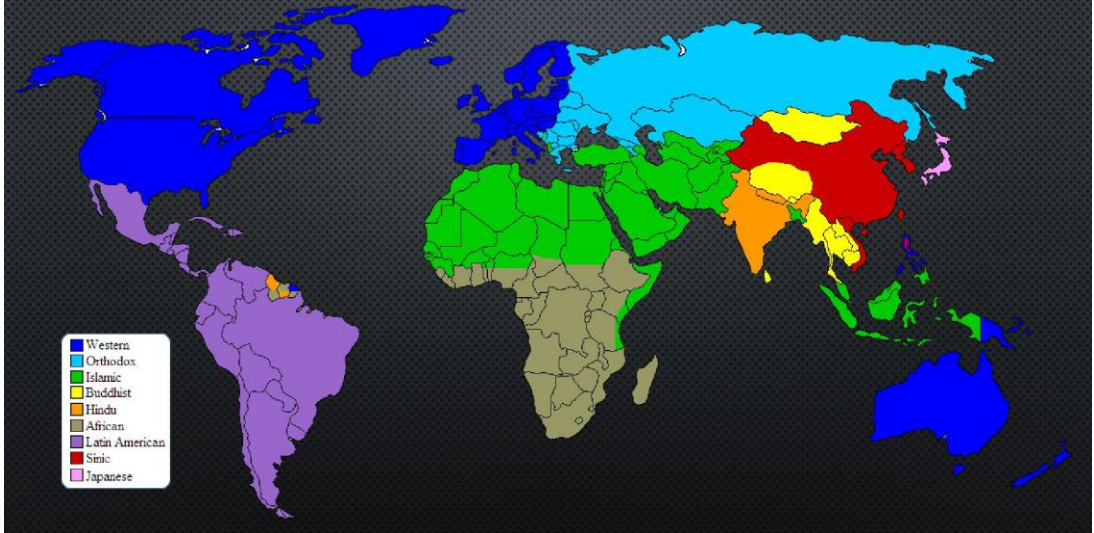 Western
Orthodox
Islamic
Buddhist
Hindu
African
Latin American
Sinic
Japanese